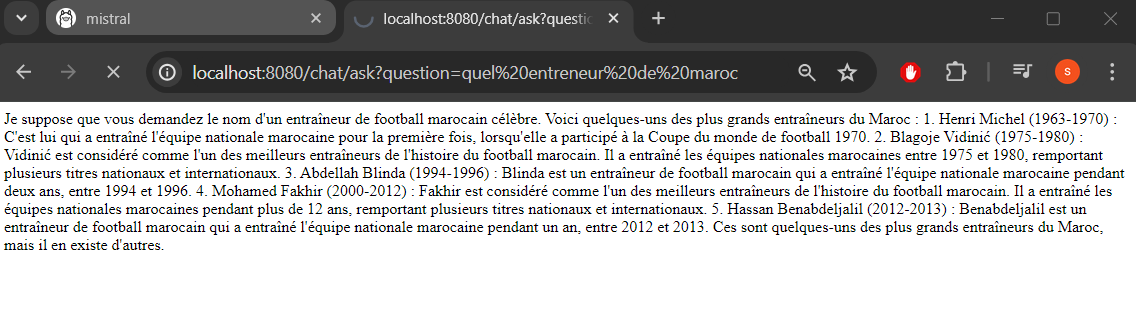 mistral
localhost:8080/chat/ask?questic
localhost:8080/chat/ask?question=quel%20entreneur%20de%20maroc
s
Je suppose que vous demandez le nom d'un entraîneur de football marocain célèbre. Voici quelques-uns des plus grands entraîneurs du Maroc : 1. Henri Michel (1963-1970) :
C'est lui qui a entraîné l'équipe nationale marocaine pour la première fois, lorsqu'elle a participé à la Coupe du monde de football 1970. 2. Blagoje Vidinić (1975-1980) :
Vidinić est considéré comme l'un des meilleurs entraîneurs de l'histoire du football marocain. Il a entraîné les équipes nationales marocaines entre 1975 et 1980, remportant
plusieurs titres nationaux et internationaux. 3. Abdellah Blinda (1994-1996) : Blinda est un entraîneur de football marocain qui a entraîné l'équipe nationale marocaine pendant
deux ans, entre 1994 et 1996. 4. Mohamed Fakhir (2000-2012) : Fakhir est considéré comme l'un des meilleurs entraîneurs de l'histoire du football marocain. Il a entraîné les
équipes nationales marocaines pendant plus de 12 ans, remportant plusieurs titres nationaux et internationaux. 5. Hassan Benabdeljalil (2012-2013) : Benabdeljalil est un
entraîneur de football marocain qui a entraîné l'équipe nationale marocaine pendant un an, entre 2012 et 2013. Ces sont quelques-uns des plus grands entraîneurs du Maroc,
mais il en existe d'autres.